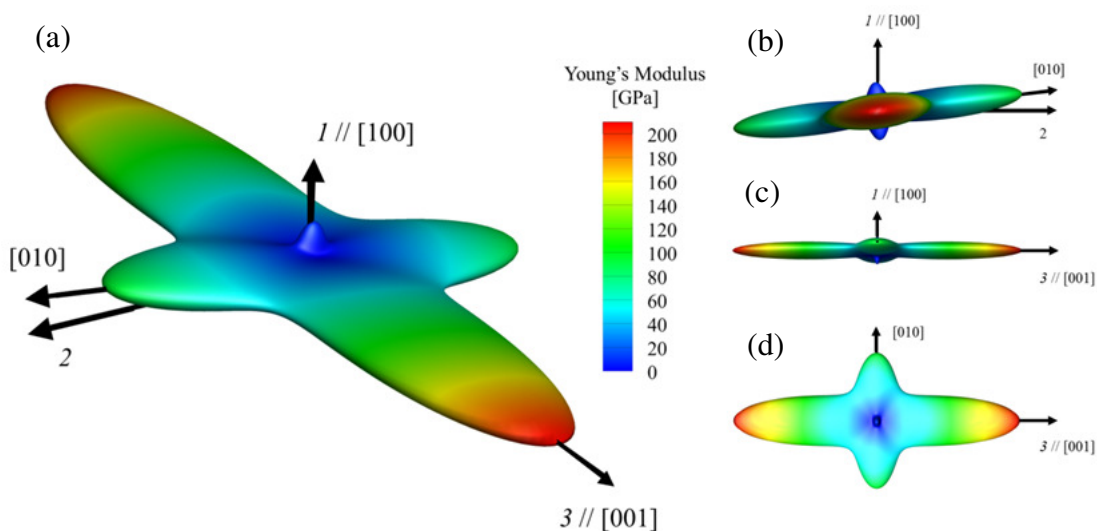 (a)
1 // [100]
[010]
2
3 // [001]
Young's Modulus
[GPa]
200
180
160
140
120
100
80
60
40
20
0
(b)
1 // [100]
[010]
2
(c)
1 // [100]
3 // [001]
(d)
[010]
3 // [001]